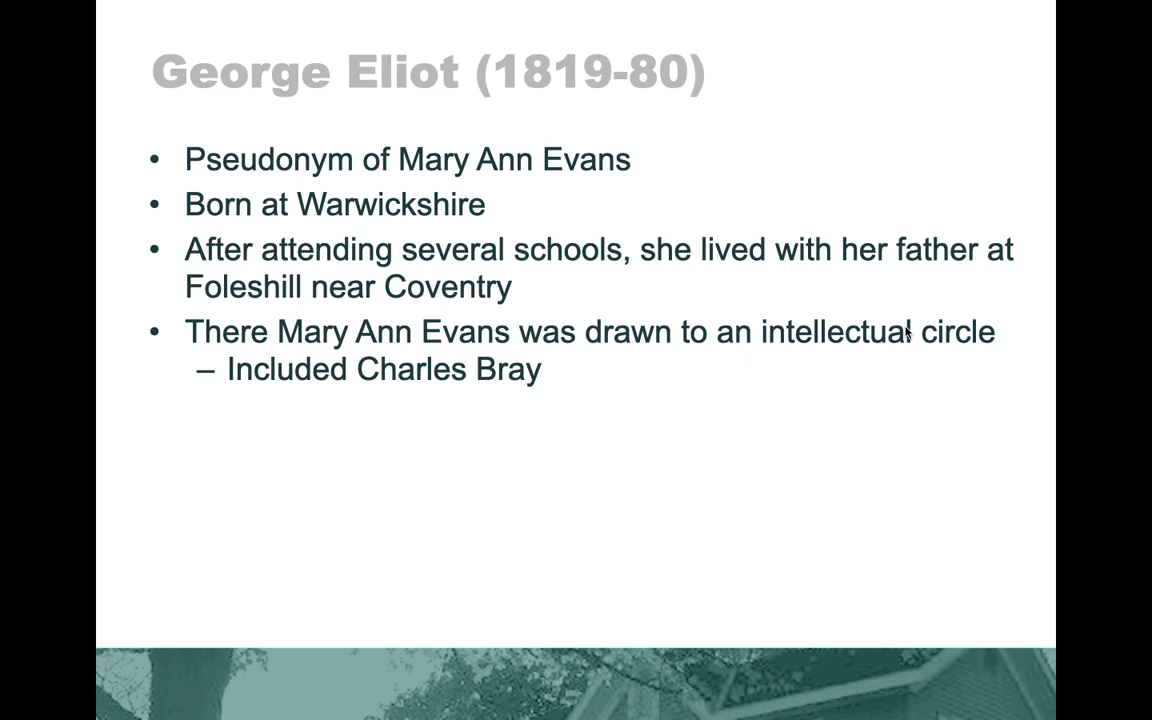 George Eliot (1819-80)
• Pseudonym of Mary Ann Evans
• Born at Warwickshire
• After attending several schools, she lived with her father at
Foleshill near Coventry
• There Mary Ann Evans was drawn to an intellectual circle
– Included Charles Bray